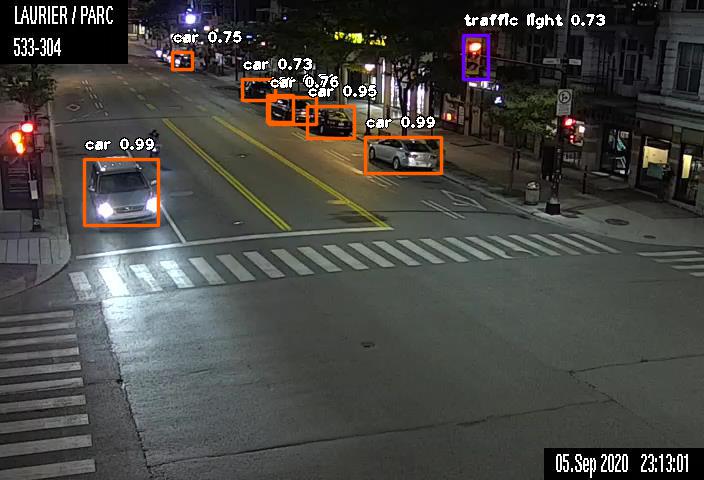 LAURIER / PARC
533-304
car 0.75
traffic light 0.73
car 0.73
car 0.76
car 0.95
car 0.99
car 0.99
05.Sep 2020 23:13:01